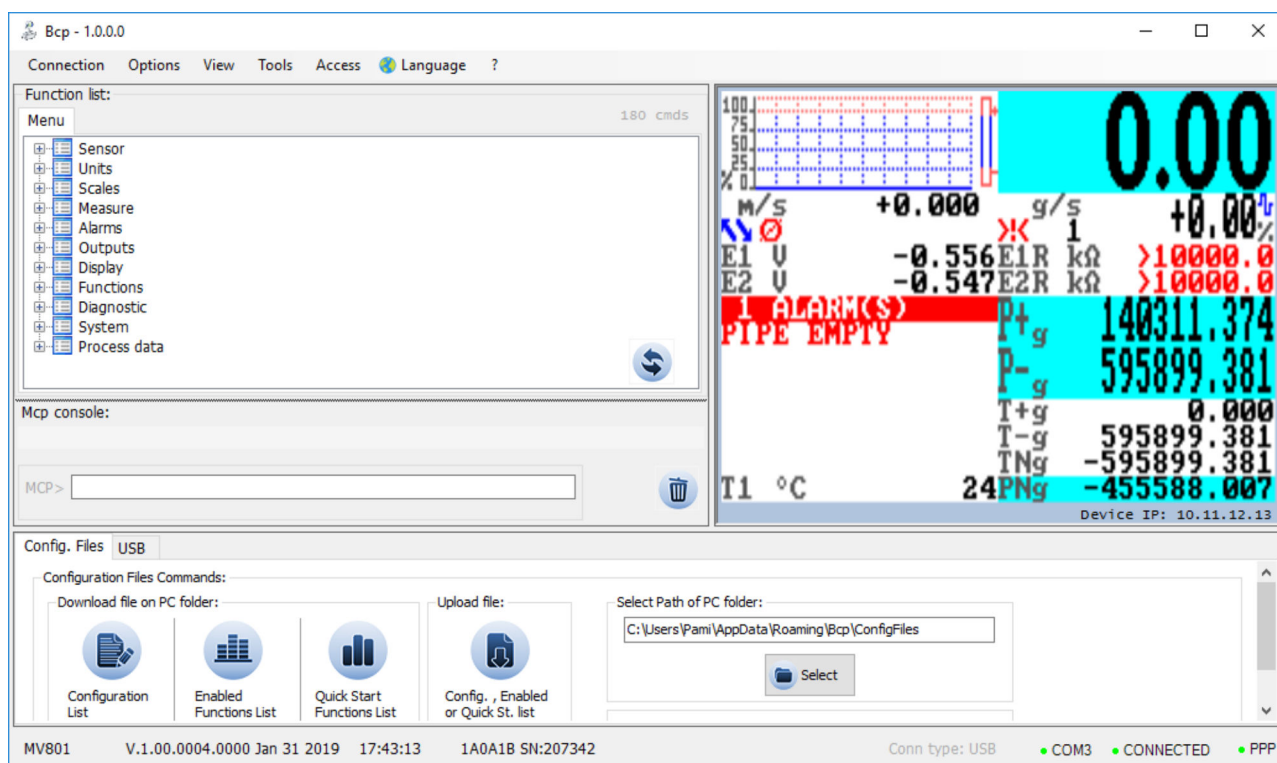 Bcp - 1.0.0.0
Connection Options View Tools Access Language ?
Function list:
Menu
180 cmds
Sensor
Units
Scales
Measure
Alarms
Outputs
Display
Functions
Diagnostic
System
Process data
Mcp console:
MCP>
100
75
50
25
% 0
0.00
m/s +0.000 g/s +0.00%
1
E1 V -0.556 E1R kΩ >10000.0
E2 V -0.547 E2R kΩ >10000.0
1 ALARM(S)
PIPE EMPTY
P+g 140311.374
P-g 595899.381
T+g 0.000
T-g 595899.381
TNg -595899.381
T1 °C 24 PNg -455588.007
Device IP: 10.11.12.13
Config. Files USB
Configuration Files Commands:
Download file on PC folder:
Configuration List
Enabled Functions List
Quick Start Functions List
Upload file:
Config. , Enabled or Quick St. list
Select Path of PC folder:
C:\Users\Pami\AppData\Roaming\Bcp\ConfigFiles
Select
MV801 V.1.00.0004.0000 Jan 31 2019 17:43:13 1A0A1B SN:207342 Conn type: USB COM3 CONNECTED PPP